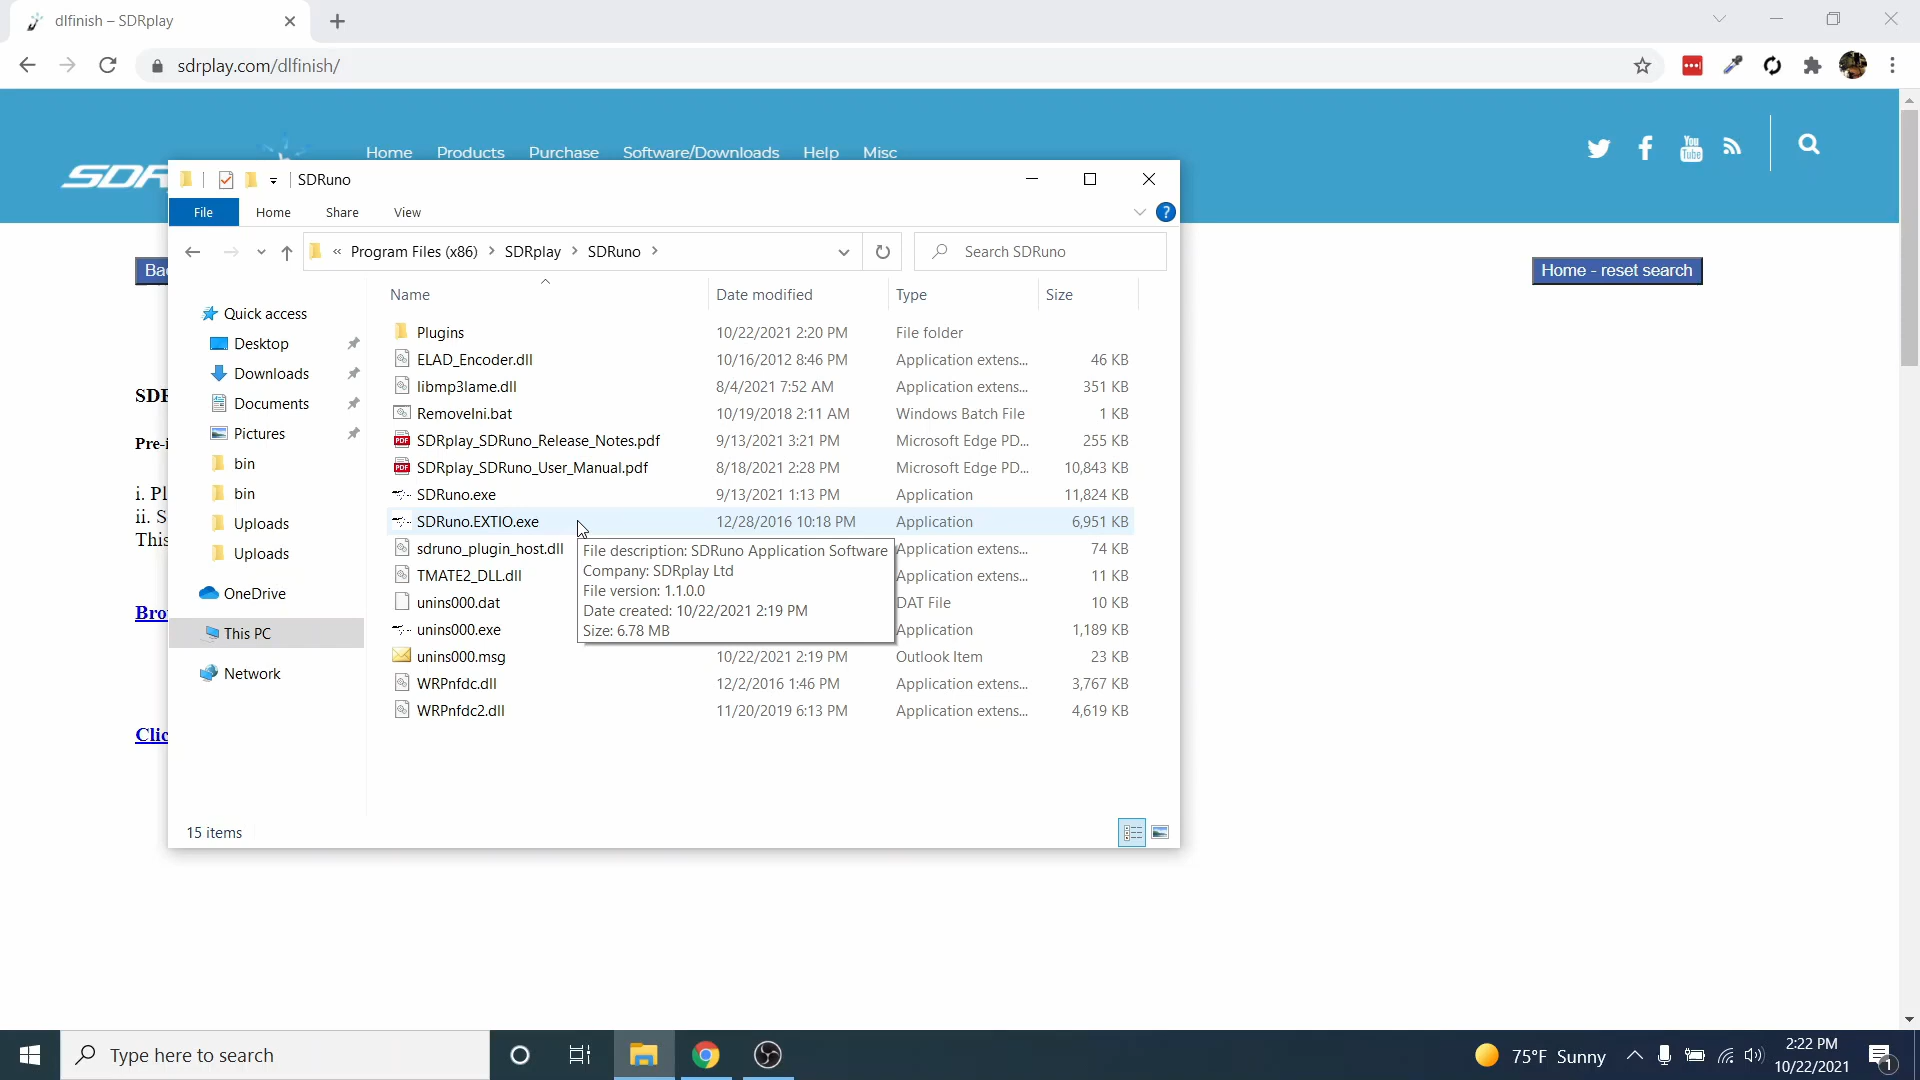 dlfinish – SDRplay
sdrplay.com/dlfinish/
SDR
Home Products Purchase Software/Downloads Help Misc
You Tube
SDRuno
File Home Share View
?
« Program Files (x86) > SDRplay > SDRuno >
Search SDRuno
Home - reset search
Name Date modified Type Size
Quick access
Desktop
Downloads
Documents
Pictures
bin
bin
Uploads
Uploads
OneDrive
This PC
Network
Plugins 10/22/2021 2:20 PM File folder
ELAD_Encoder.dll 10/16/2012 8:46 PM Application extens... 46 KB
libmp3lame.dll 8/4/2021 7:52 AM Application extens... 351 KB
RemoveIni.bat 10/19/2018 2:11 AM Windows Batch File 1 KB
SDRplay_SDRuno_Release_Notes.pdf 9/13/2021 3:21 PM Microsoft Edge PD... 255 KB
SDRplay_SDRuno_User_Manual.pdf 8/18/2021 2:28 PM Microsoft Edge PD... 10,843 KB
SDRuno.exe 9/13/2021 1:13 PM Application 11,824 KB
SDRuno.EXTIO.exe 12/28/2016 10:18 PM Application 6,951 KB
sdruno_plugin_host.dll Application extens... 74 KB
TMATE2_DLL.dll Application extens... 11 KB
unins000.dat DAT File 10 KB
unins000.exe Application 1,189 KB
unins000.msg 10/22/2021 2:19 PM Outlook Item 23 KB
WRPnfdc.dll 12/2/2016 1:46 PM Application extens... 3,767 KB
WRPnfdc2.dll 11/20/2019 6:13 PM Application extens... 4,619 KB
File description: SDRuno Application Software
Company: SDRplay Ltd
File version: 1.1.0.0
Date created: 10/22/2021 2:19 PM
Size: 6.78 MB
15 items
i. Pl
ii. S
This
Type here to search
75°F Sunny
2:22 PM
10/22/2021
1